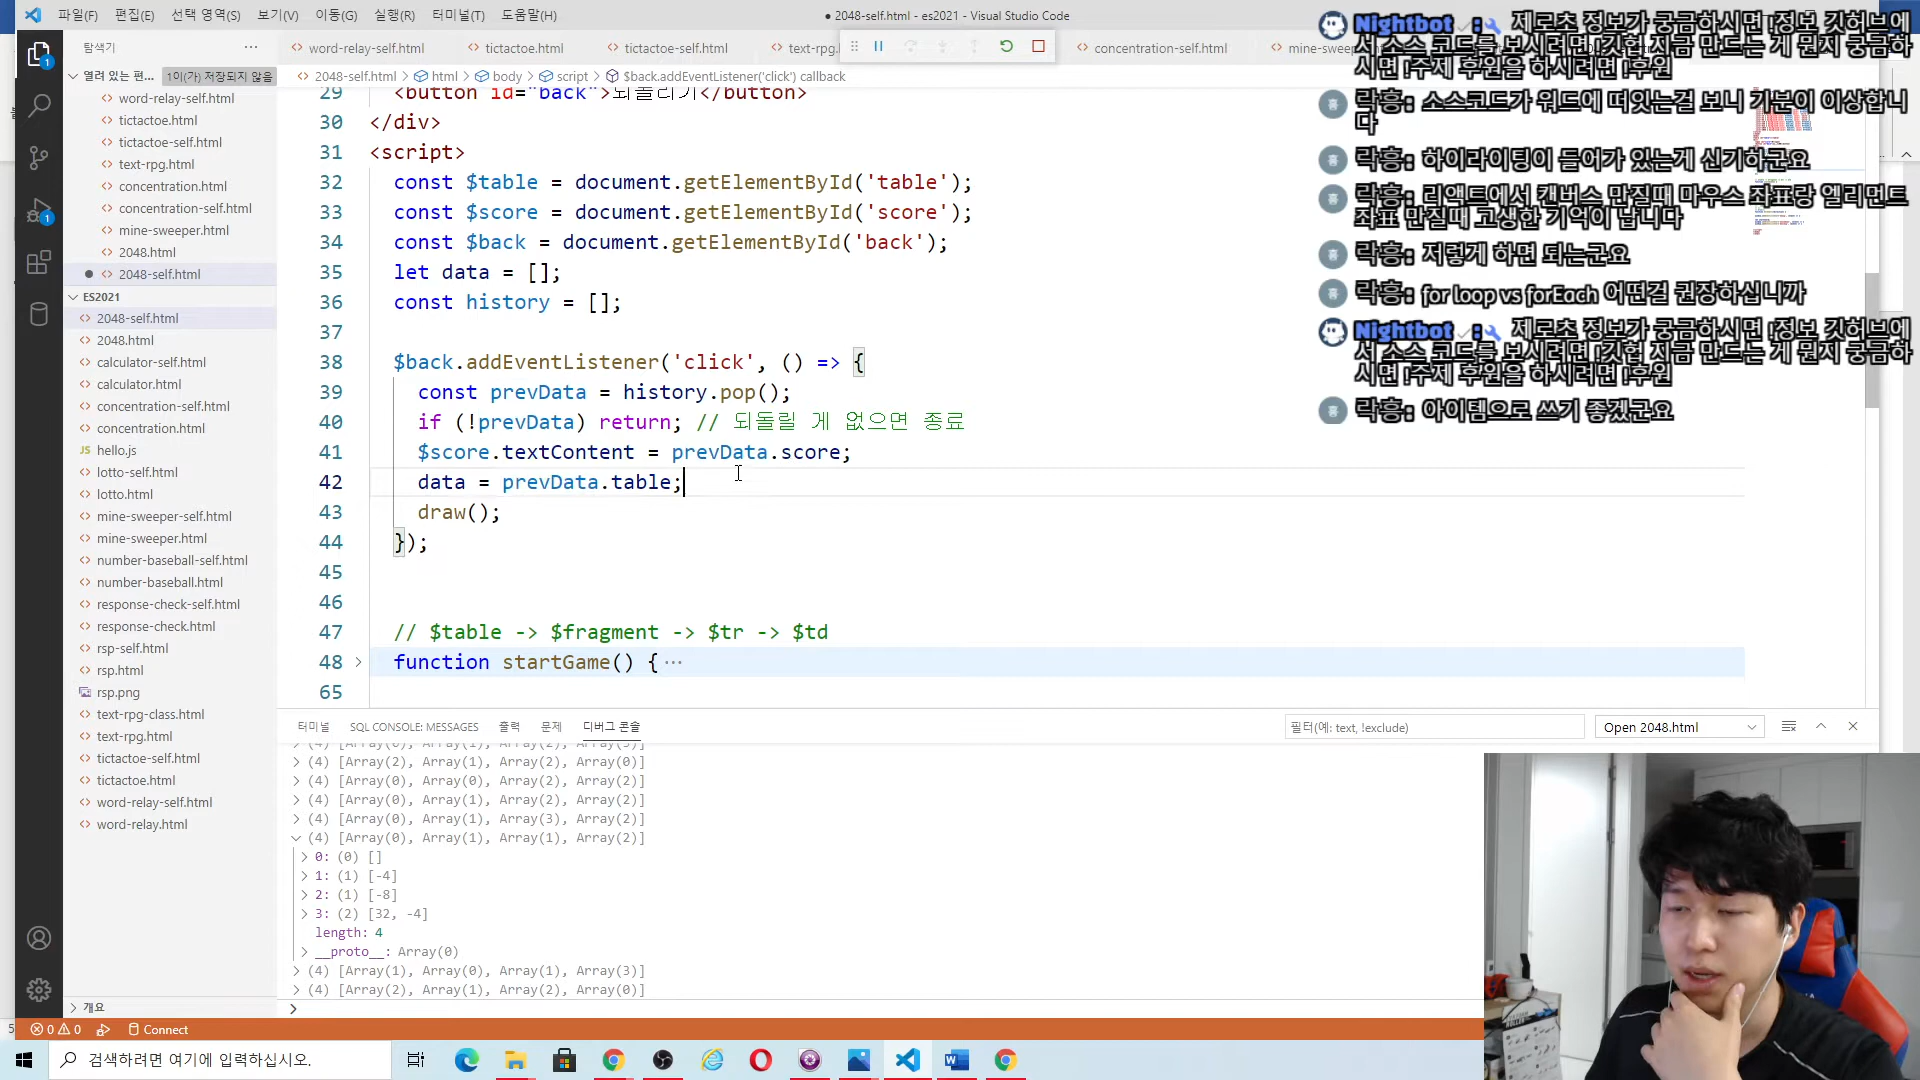 파일(F) 편집(E) 선택 영역(S) 보기(V) 이동(G) 실행(R) 터미널(T) 도움말(H)
● 2048-self.html - es2021 - Visual Studio Code
탐색기 ···
word-relay-self.html tictactoe.html tictactoe-self.html text-rpg. concentration-self.html mine-sweep
열려 있는 편... 1이(가) 저장되지 않음
2048-self.html > html > body > script > $back.addEventListener('click') callback
word-relay-self.html
tictactoe.html
tictactoe-self.html
text-rpg.html
concentration.html
concentration-self.html
mine-sweeper.html
2048.html
2048-self.html
ES2021
2048-self.html
2048.html
calculator-self.html
calculator.html
concentration-self.html
concentration.html
JS hello.js
lotto-self.html
lotto.html
mine-sweeper-self.html
mine-sweeper.html
number-baseball-self.html
number-baseball.html
response-check-self.html
response-check.html
rsp-self.html
rsp.html
rsp.png
text-rpg-class.html
text-rpg.html
tictactoe-self.html
tictactoe.html
word-relay-self.html
word-relay.html
개요
29 <button id="back">되돌리기</button>
30 </div>
31 <script>
32 const $table = document.getElementById('table');
33 const $score = document.getElementById('score');
34 const $back = document.getElementById('back');
35 let data = [];
36 const history = [];
37
38 $back.addEventListener('click', () => {
39 const prevData = history.pop();
40 if (!prevData) return; // 되돌릴 게 없으면 종료
41 $score.textContent = prevData.score;
42 data = prevData.table;
43 draw();
44 });
45
46
47 // $table -> $fragment -> $tr -> $td
48 function startGame() {···
65
터미널 SQL CONSOLE: MESSAGES 출력 문제 디버그 콘솔
필터(예: text, !exclude) Open 2048.html
> (4) [Array(2), Array(1), Array(2), Array(0)]
> (4) [Array(0), Array(0), Array(2), Array(2)]
> (4) [Array(0), Array(1), Array(2), Array(2)]
> (4) [Array(0), Array(1), Array(3), Array(2)]
(4) [Array(0), Array(1), Array(1), Array(2)]
> 0: (0) []
> 1: (1) [-4]
> 2: (1) [-8]
> 3: (2) [32, -4]
length: 4
> __proto__: Array(0)
> (4) [Array(1), Array(0), Array(1), Array(3)]
> (4) [Array(2), Array(1), Array(2), Array(0)]
>
Nightbot : 제로초 정보가 궁금하시면 !정보 깃허브에
서 소스 코드를 보시려면 !깃헙 지금 만드는 게 뭔지 궁금하
시면 !주제 후원을 하시려면 !후원
락흥: 소스코드가 워드에 떠있는걸 보니 기분이 이상합니
다
락흥: 하이라이팅이 들어가 있는게 신기하군요
락흥: 리액트에서 캔버스 만질때 마우스 좌표랑 엘리먼트
좌표 만질때 고생한 기억이 납니다
락흥: 저렇게 하면 되는군요
락흥: for loop vs forEach 어떤걸 권장하십니까
Nightbot : 제로초 정보가 궁금하시면 !정보 깃허브에
서 소스 코드를 보시려면 !깃헙 지금 만드는 게 뭔지 궁금하
시면 !주제 후원을 하시려면 !후원
락흥: 아이템으로 쓰기 좋겠군요
0 0 Connect
검색하려면 여기에 입력하십시오.